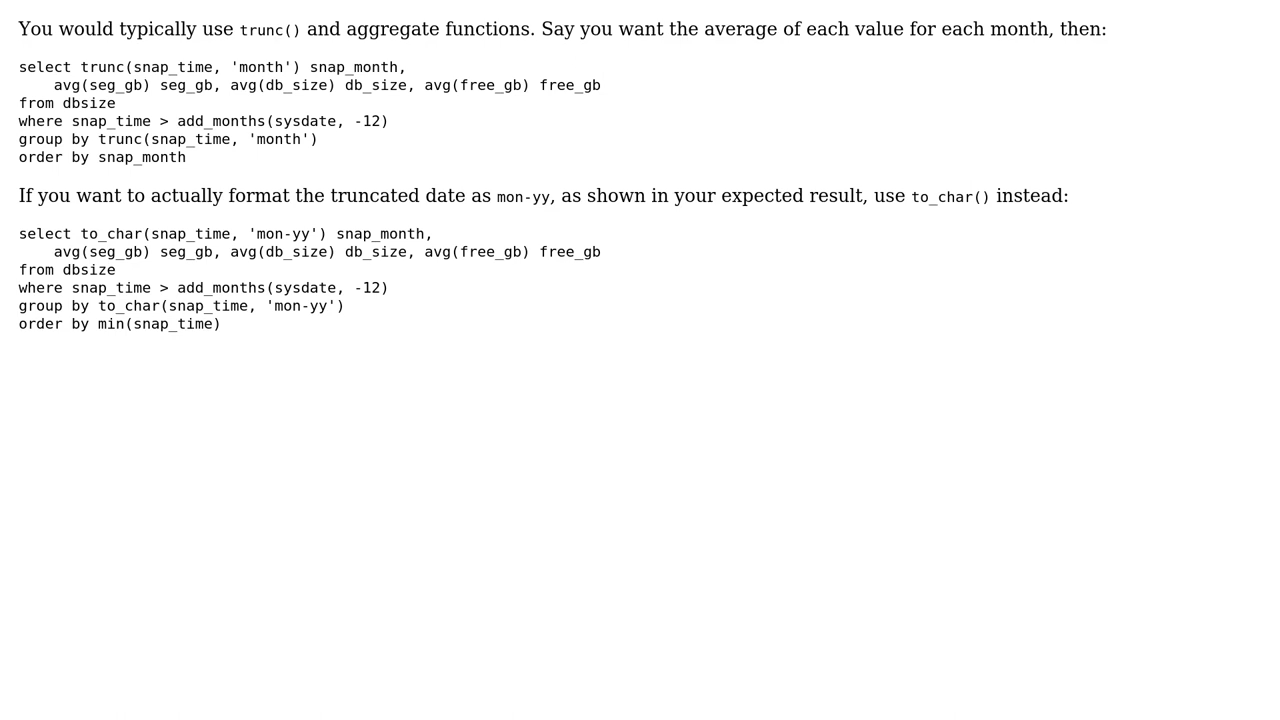 You would typically use trunc() and aggregate functions. Say you want the average of each value for each month, then:
select trunc(snap_time, 'month') snap_month,
    avg(seg_gb) seg_gb, avg(db_size) db_size, avg(free_gb) free_gb
from dbsize
where snap_time > add_months(sysdate, -12)
group by trunc(snap_time, 'month')
order by snap_month
If you want to actually format the truncated date as mon-yy, as shown in your expected result, use to_char() instead:
select to_char(snap_time, 'mon-yy') snap_month,
    avg(seg_gb) seg_gb, avg(db_size) db_size, avg(free_gb) free_gb
from dbsize
where snap_time > add_months(sysdate, -12)
group by to_char(snap_time, 'mon-yy')
order by min(snap_time)